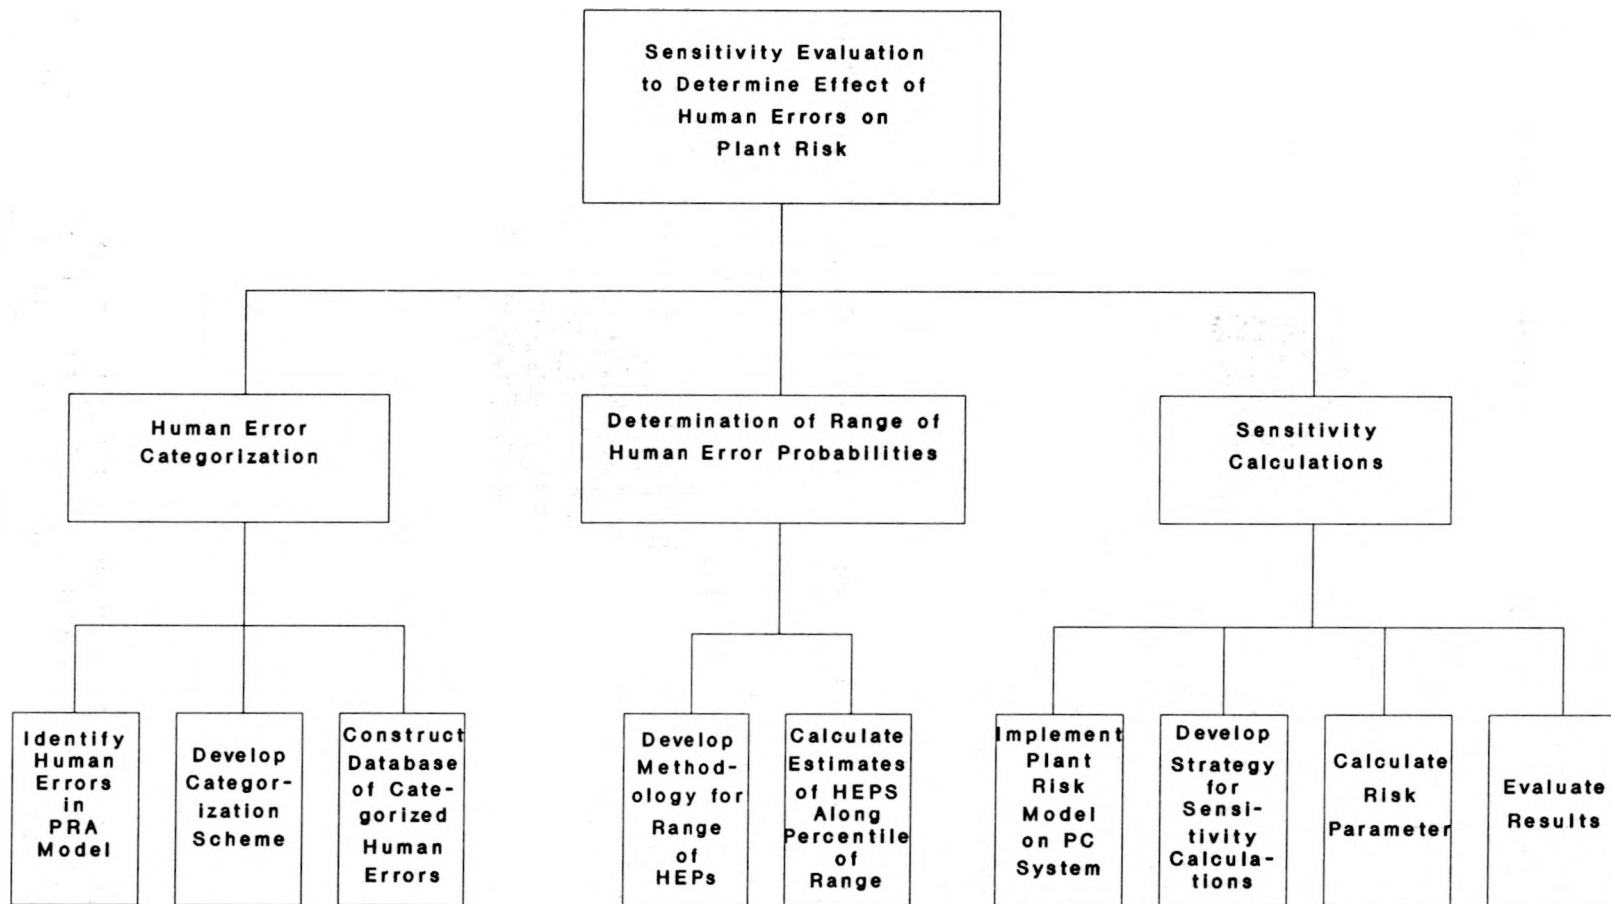 Sensitivity Evaluation
to Determine Effect of
Human Errors on
Plant Risk
Human Error
Categorization
Determination of Range of
Human Error Probabilities
Sensitivity
Calculations
Identify
Human
Errors
in
PRA
Model
Develop
Categor-
ization
Scheme
Construct
Database
of Cate-
gorized
Human
Errors
Develop
Method-
ology for
Range
of
HEPs
Calculate
Estimates
of HEPS
Along
Percentile
of
Range
Implement
Plant
Risk
Model
on PC
System
Develop
Strategy
for
Sensi-
tivity
Calcula-
tions
Calculate
Risk
Parameter
Evaluate
Results